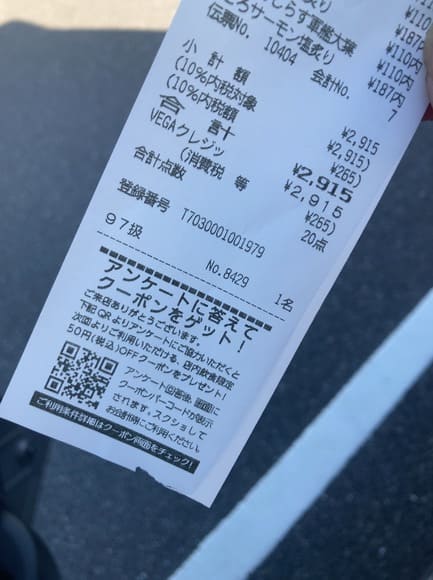 炙り ¥110
しらす軍艦大葉 ¥187内
とろサーモン塩炙り ¥110内
¥110内
¥187内
伝票No. 10404 会計No. 7
小 計 額 ¥2,915
(10%内税対象 ¥2,915)
(10%内税額 ¥265)
合 計 ¥2,915
VEGAクレジッ ¥2,915
(消費税 等 ¥265)
合計点数 20点
登録番号 T7030001001979
97扱 No.8429 1名
アンケートに答えて
クーポンをゲット!
ご来店ありがとうございます。
下記QRよりアンケートにご協力いただくと
次回よりご利用いただける、店内飲食限定
50円(税込)OFFクーポンをプレゼント!
アンケート回答後、画面に
クーポンバーコードが表示
されます。スクショして
お会計時にご利用ください。
ご利用条件詳細はクーポン画面をチェック!